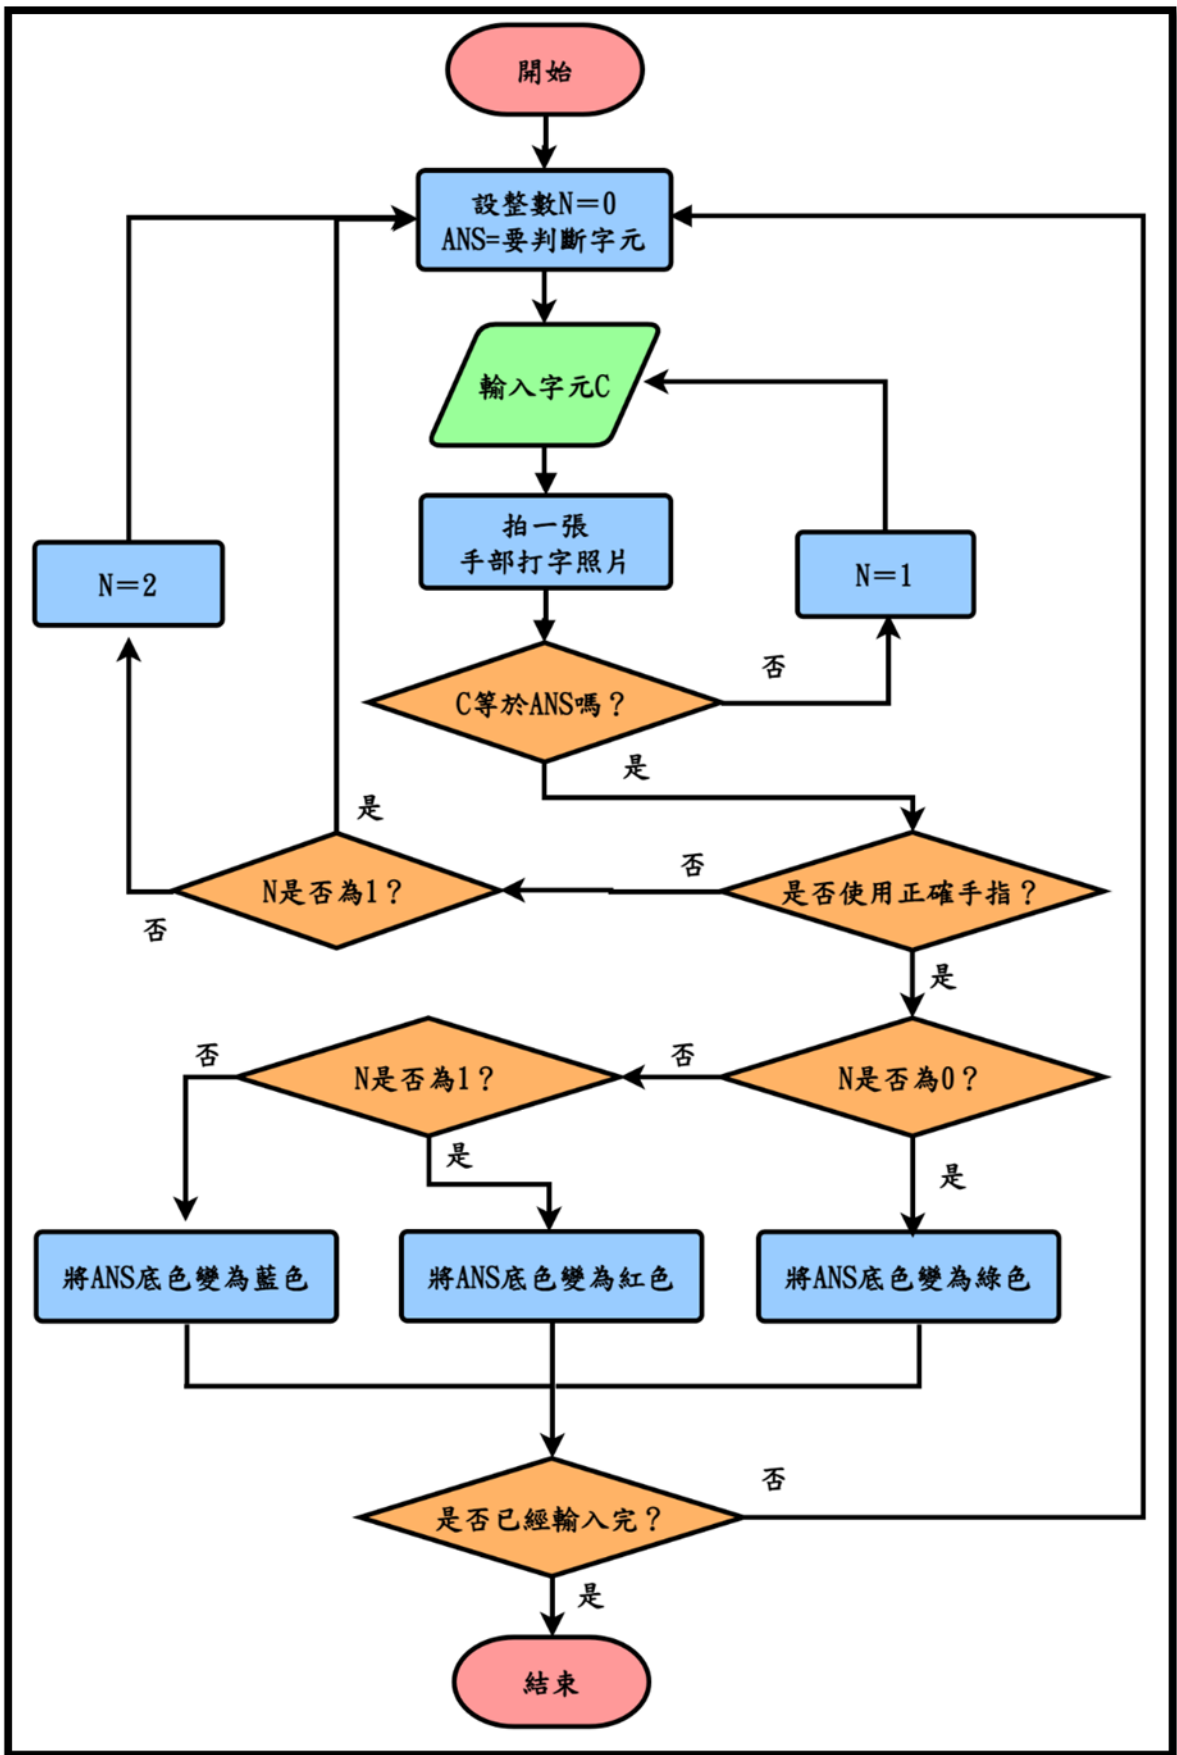 開始
設整數N＝0
ANS=要判斷字元
輸入字元C
拍一張
手部打字照片
N＝2
N＝1
否
C等於ANS嗎？
是
是
否
N是否為1？
是否使用正確手指？
否
是
否
否
N是否為1？
N是否為0？
是
是
將ANS底色變為藍色
將ANS底色變為紅色
將ANS底色變為綠色
否
是否已經輸入完？
是
結束